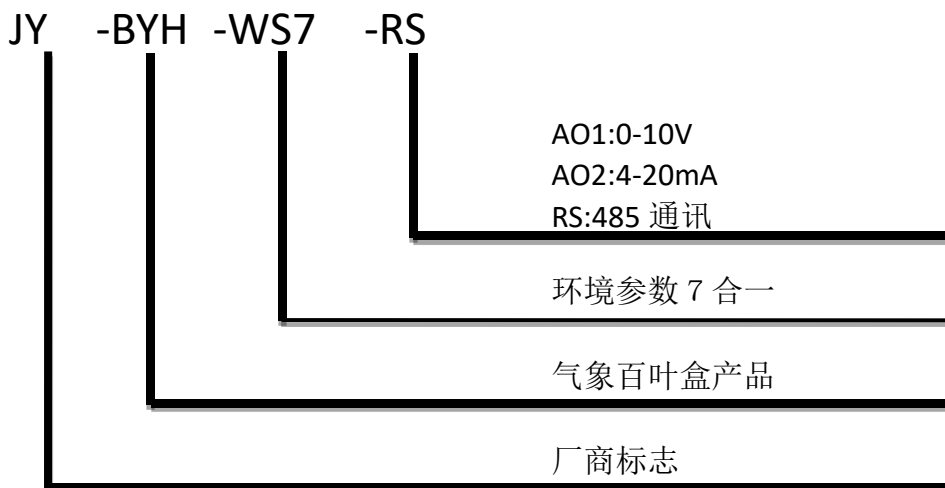 JY -BYH -WS7 -RS
AO1:0-10V
AO2:4-20mA
RS:485 通讯
环境参数７合一
气象百叶盒产品
厂商标志